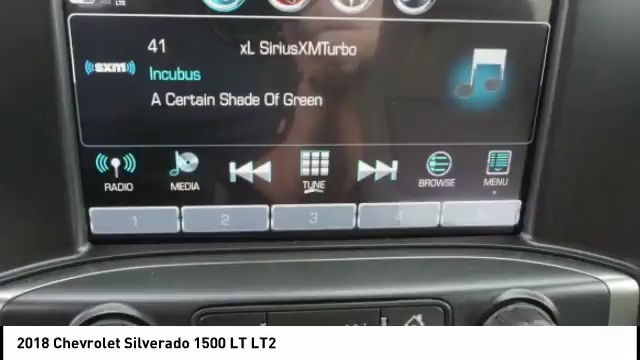 LTE
41 xL SiriusXMTurbo
((sxm))
Incubus
A Certain Shade Of Green
RADIO MEDIA TUNE BROWSE MENU
1 2 3 4
2018 Chevrolet Silverado 1500 LT LT2